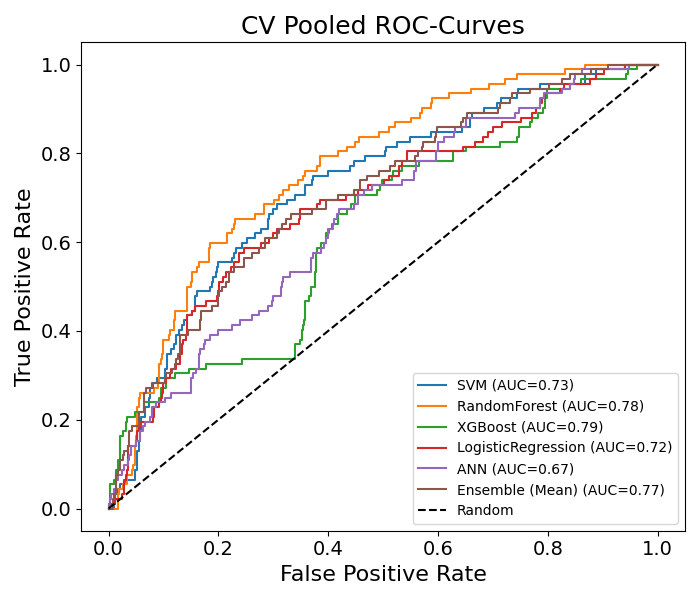 CV Pooled ROC-Curves
True Positive Rate
1.0
0.8
0.6
0.4
0.2
0.0
SVM (AUC=0.73)
RandomForest (AUC=0.78)
XGBoost (AUC=0.79)
LogisticRegression (AUC=0.72)
ANN (AUC=0.67)
Ensemble (Mean) (AUC=0.77)
Random
0.0 0.2 0.4 0.6 0.8 1.0
False Positive Rate